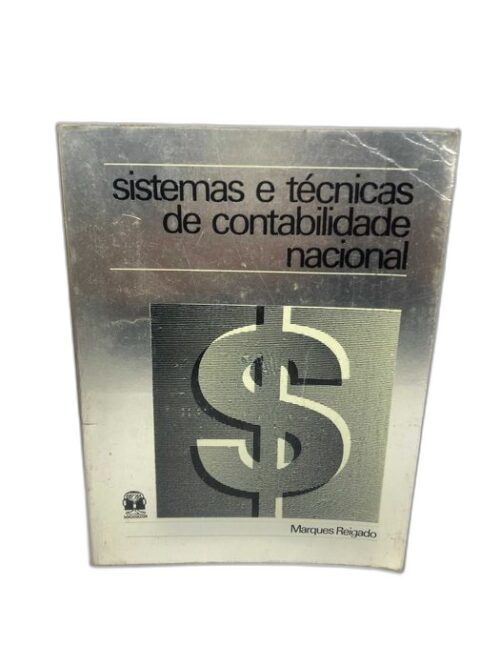 sistemas e técnicas
de contabilidade
nacional
$
Marques Reigado